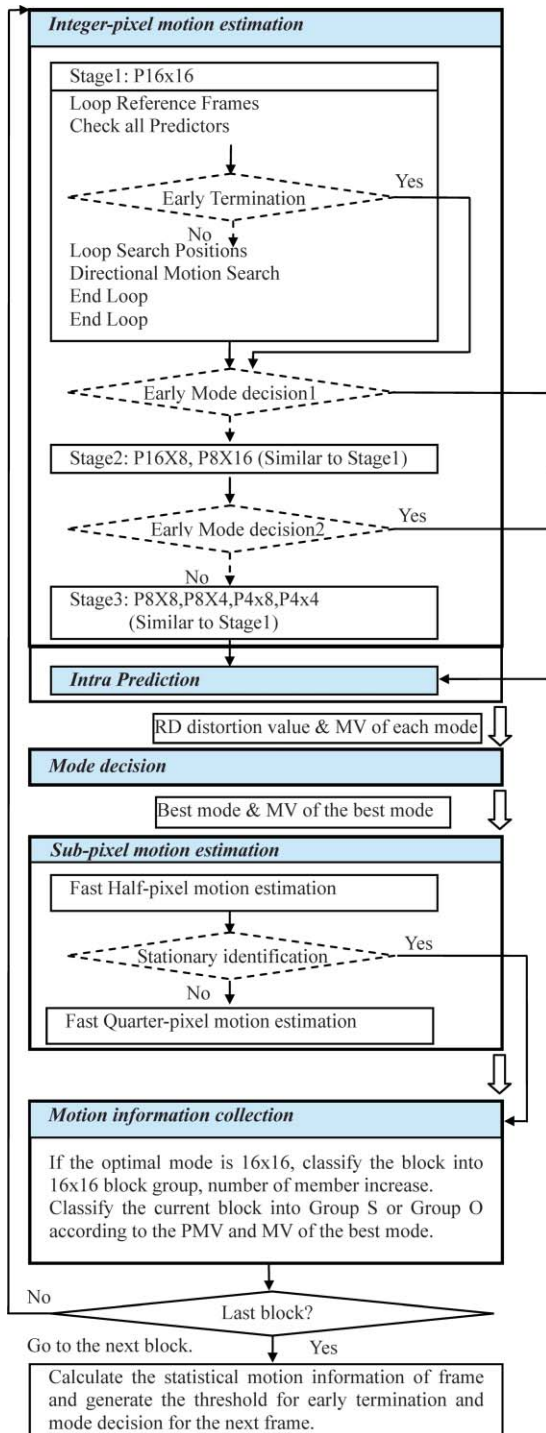 Integer-pixel motion estimation
Stage1: P16x16
Loop Reference Frames
Check all Predictors
Yes
Early Termination
No
Loop Search Positions
Directional Motion Search
End Loop
End Loop
Early Mode decision1
Stage2: P16X8, P8X16 (Similar to Stage1)
Yes
Early Mode decision2
No
Stage3: P8X8,P8X4,P4x8,P4x4
(Similar to Stage1)
Intra Prediction
RD distortion value & MV of each mode
Mode decision
Best mode & MV of the best mode
Sub-pixel motion estimation
Fast Half-pixel motion estimation
Yes
Stationary identification
No
Fast Quarter-pixel motion estimation
Motion information collection
If the optimal mode is 16x16, classify the block into
16x16 block group, number of member increase.
Classify the current block into Group S or Group O
according to the PMV and MV of the best mode.
No
Last block?
Go to the next block.
Yes
Calculate the statistical motion information of frame
and generate the threshold for early termination and
mode decision for the next frame.